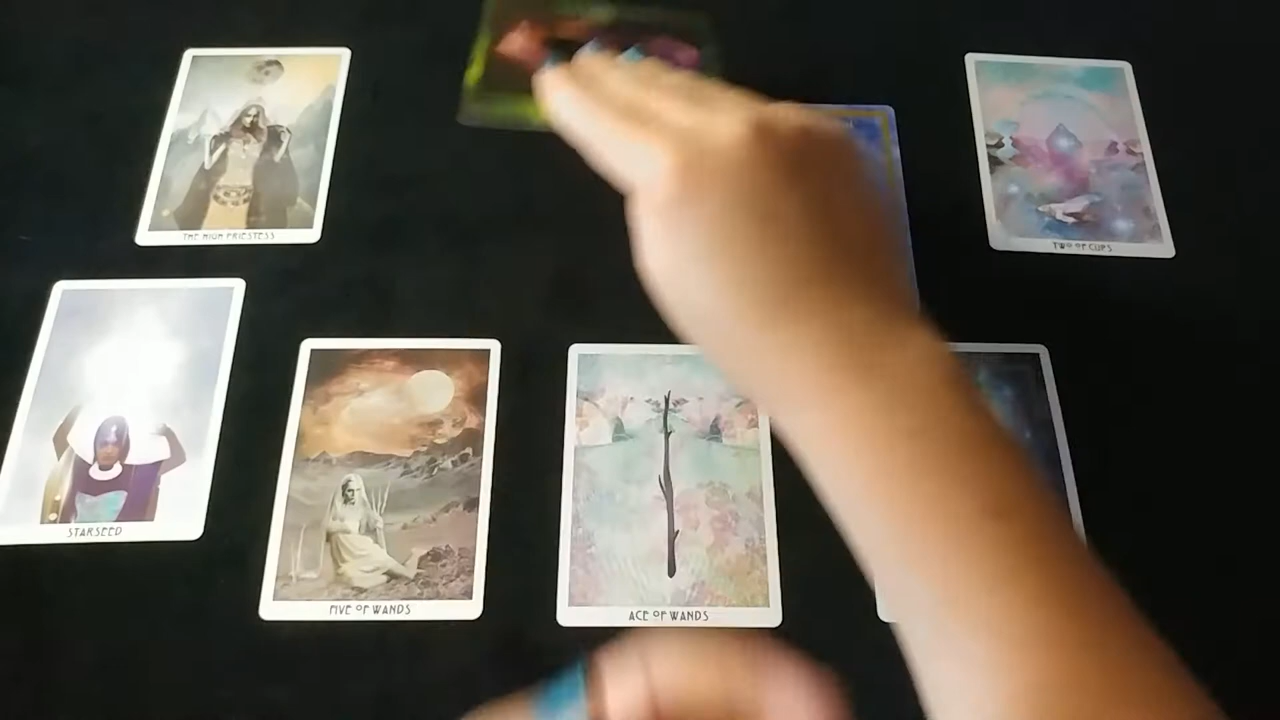 THE HIGH PRIESTESS
TWO OF CUPS
STARSEED
FIVE OF WANDS
ACE OF WANDS